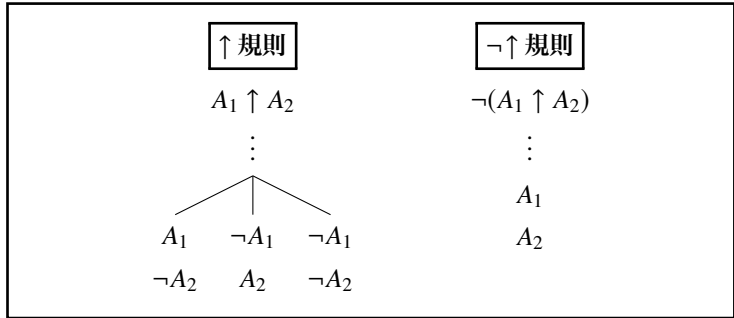 ↑ 規則 ¬↑ 規則
A₁ ↑ A₂ ¬(A₁ ↑ A₂)
⋮ ⋮
A₁
A₂
A₁ ¬A₁ ¬A₁
¬A₂ A₂ ¬A₂